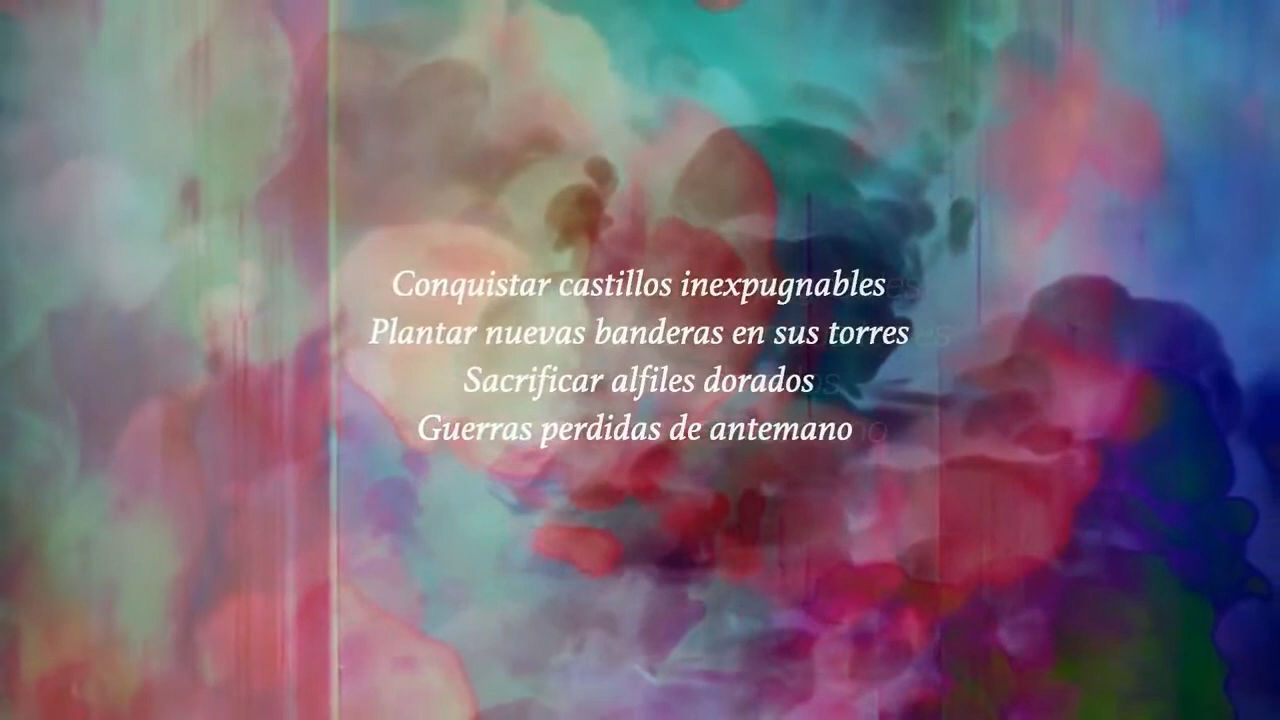 Conquistar castillos inexpugnables
Plantar nuevas banderas en sus torres
Sacrificar alfiles dorados
Guerras perdidas de antemano